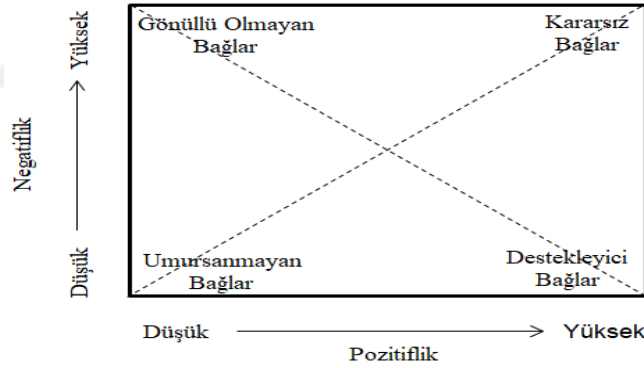 Gönüllü Olmayan
Bağlar
Kararsız
Bağlar
Yüksek
Negatiflik
Düşük
Umursanmayan
Bağlar
Destekleyici
Bağlar
Düşük
Yüksek
Pozitiflik